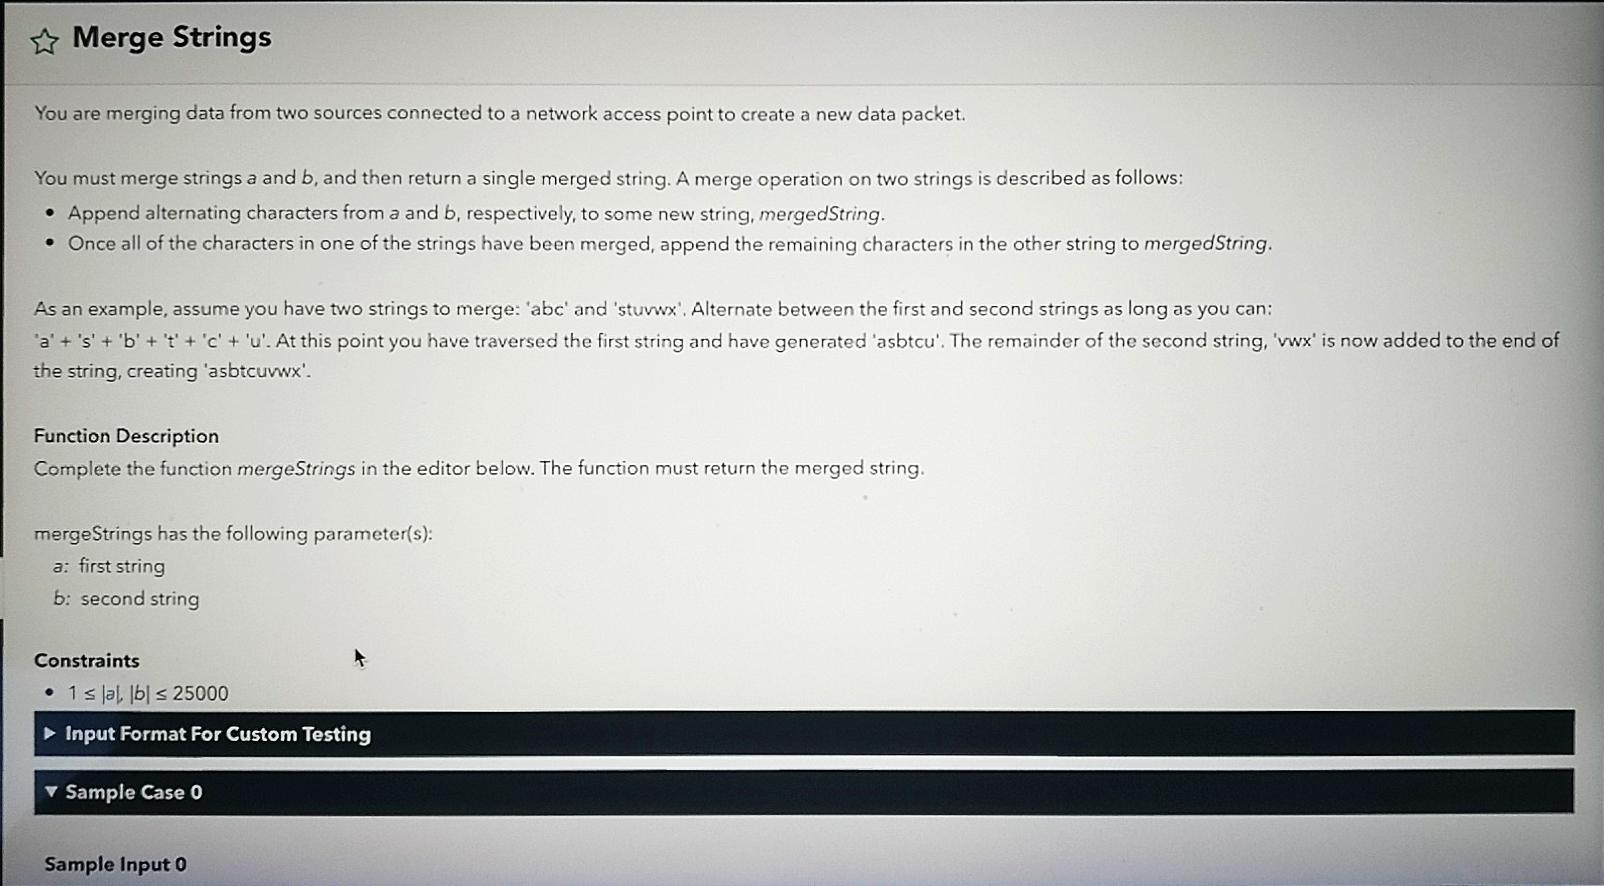 Merge Strings
You are merging data from two sources connected to a network access point to create a new data packet.
You must merge strings a and b, and then return a single merged string. A merge operation on two strings is described as follows:
• Append alternating characters from a and b, respectively, to some new string, mergedString.
• Once all of the characters in one of the strings have been merged, append the remaining characters in the other string to mergedString.
As an example, assume you have two strings to merge: 'abc' and 'stuvwx'. Alternate between the first and second strings as long as you can:
'a' + 's' + 'b' + 't' + 'c' + 'u'. At this point you have traversed the first string and have generated 'asbtcu'. The remainder of the second string, 'vwx' is now added to the end of
the string, creating 'asbtcuvwx'.
Function Description
Complete the function mergeStrings in the editor below. The function must return the merged string.
mergeStrings has the following parameter(s):
a: first string
b: second string
Constraints
• 1 ≤ |a|, |b| ≤ 25000
Input Format For Custom Testing
Sample Case 0
Sample Input 0